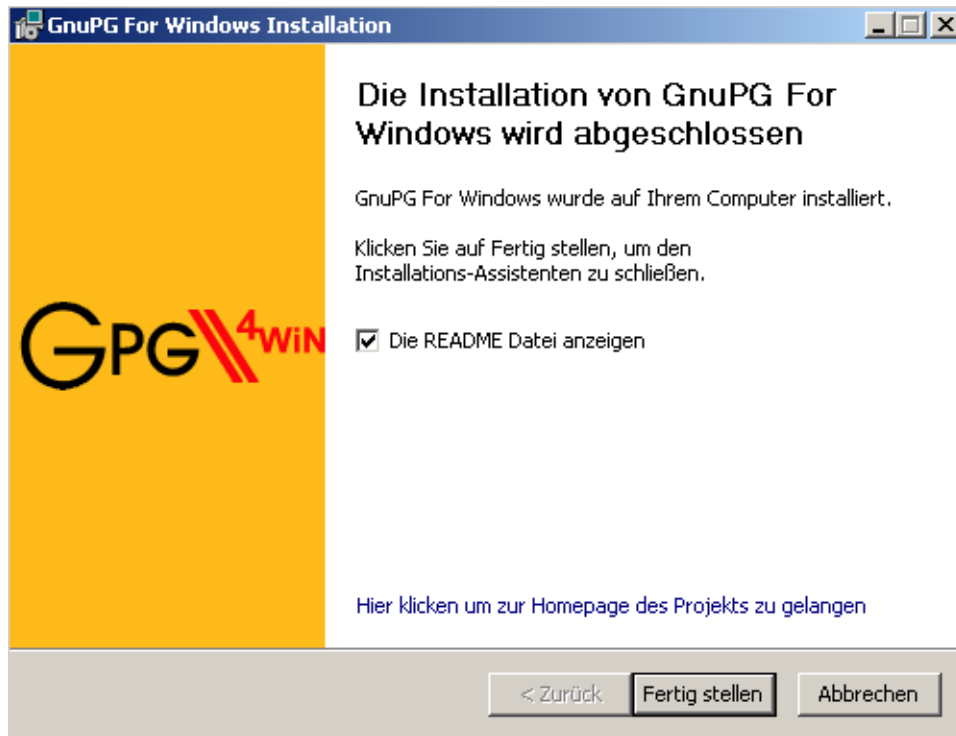 GnuPG For Windows Installation
Die Installation von GnuPG For
Windows wird abgeschlossen
GnuPG For Windows wurde auf Ihrem Computer installiert.
Klicken Sie auf Fertig stellen, um den
Installations-Assistenten zu schließen.
GPG4WiN
Die README Datei anzeigen
Hier klicken um zur Homepage des Projekts zu gelangen
< Zurück
Fertig stellen
Abbrechen